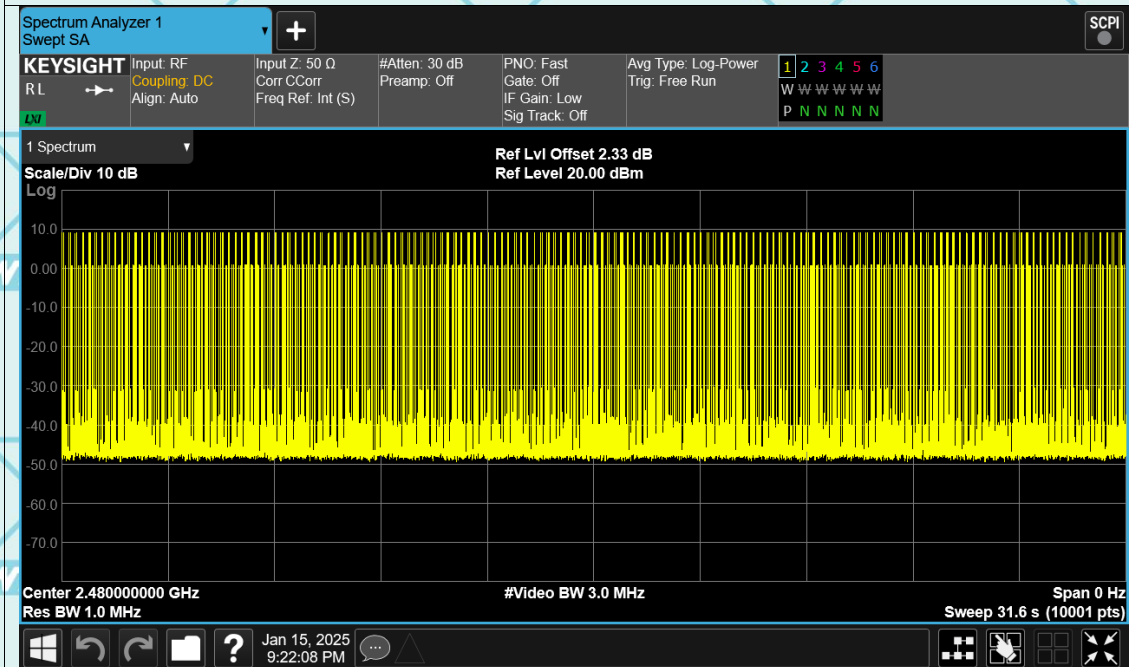 Spectrum Analyzer 1
Swept SA
+
SCPI
KEYSIGHT
R L
LXI
Input: RF
Coupling: DC
Align: Auto
Input Z: 50 Ω
Corr CCorr
Freq Ref: Int (S)
#Atten: 30 dB
Preamp: Off
PNO: Fast
Gate: Off
IF Gain: Low
Sig Track: Off
Avg Type: Log-Power
Trig: Free Run
1 2 3 4 5 6
W W W W W W
P N N N N N
1 Spectrum
Scale/Div 10 dB
Ref Lvl Offset 2.33 dB
Ref Level 20.00 dBm
Log
10.0
0.00
-10.0
-20.0
-30.0
-40.0
-50.0
-60.0
-70.0
Center 2.480000000 GHz
#Video BW 3.0 MHz
Span 0 Hz
Res BW 1.0 MHz
Sweep 31.6 s (10001 pts)
?
Jan 15, 2025
9:22:08 PM